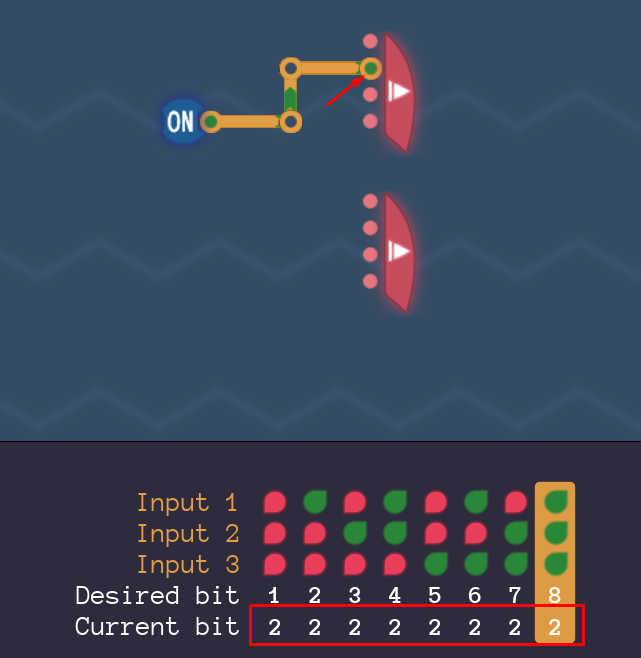 ON
Input 1
Input 2
Input 3
Desired bit 1 2 3 4 5 6 7 8
Current bit 2 2 2 2 2 2 2 2